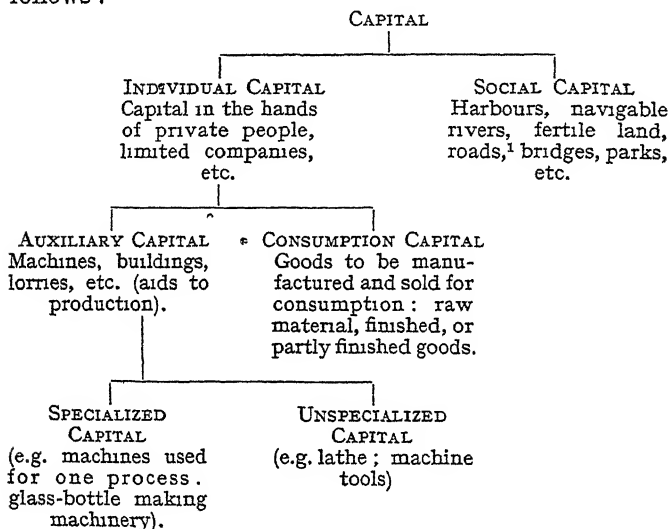 follows:
CAPITAL
INDIVIDUAL CAPITAL
Capital in the hands
of private people,
limited companies,
etc.
SOCIAL CAPITAL
Harbours, navigable
rivers, fertile land,
roads,¹ bridges, parks,
etc.
AUXILIARY CAPITAL
Machines, buildings,
lorries, etc. (aids to
production).
CONSUMPTION CAPITAL
Goods to be manu-
factured and sold for
consumption: raw
material, finished, or
partly finished goods.
SPECIALIZED
CAPITAL
(e.g. machines used
for one process.
glass-bottle making
machinery).
UNSPECIALIZED
CAPITAL
(e.g. lathe; machine
tools)